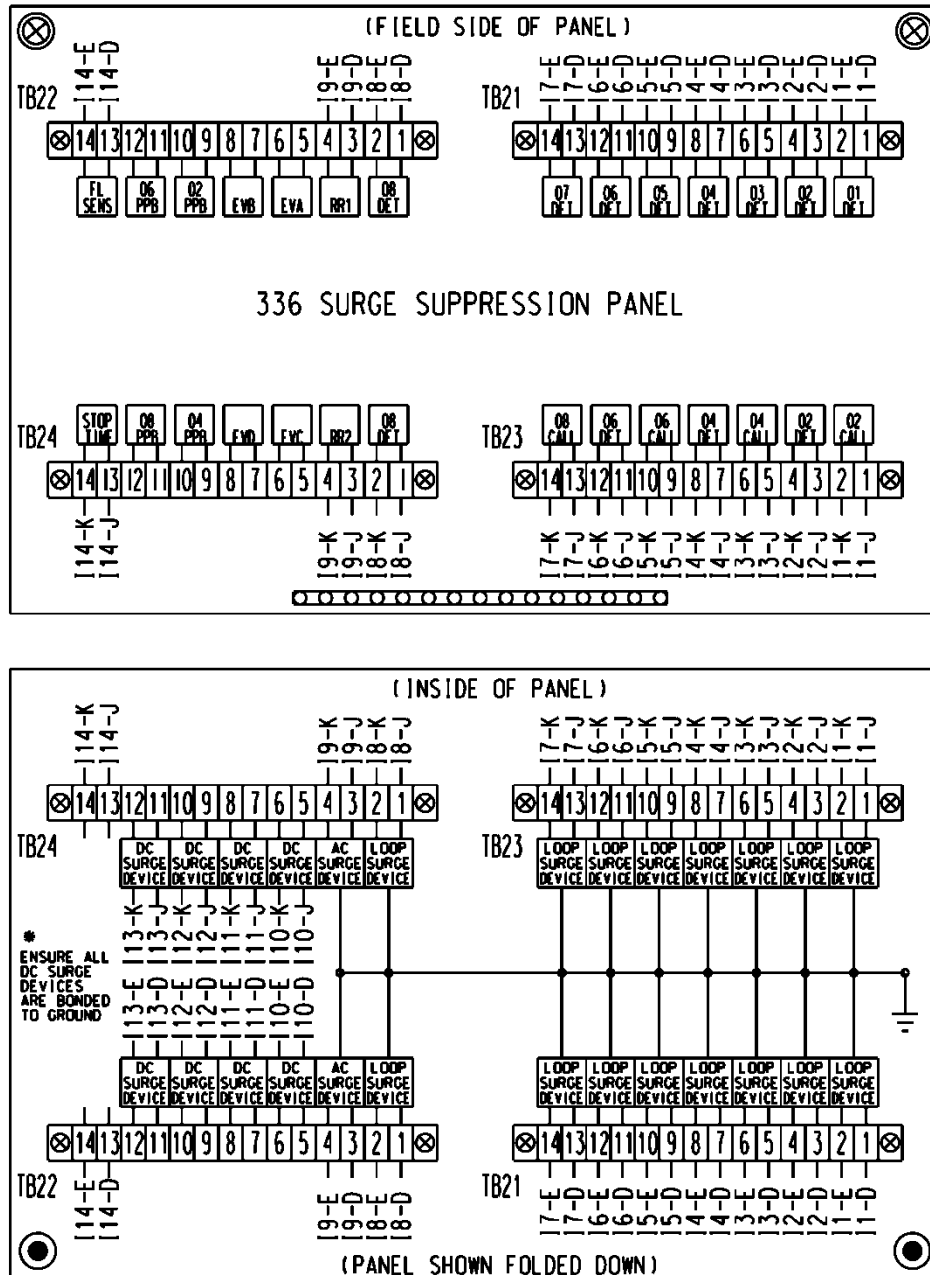 (FIELD SIDE OF PANEL)
I14-E I14-D I9-E I9-D I8-E I8-D
I7-E I7-D I6-E I6-D I5-E I5-D I4-E I4-D I3-E I3-D I2-E I2-D I1-E I1-D
TB22
TB21
14 13 12 11 10 9 8 7 6 5 4 3 2 1
14 13 12 11 10 9 8 7 6 5 4 3 2 1
FL SENS
06 PPB
02 PPB
EVB
EVA
RR1
08 DET
07 DET
06 DET
05 DET
04 DET
03 DET
02 DET
01 DET
336 SURGE SUPPRESSION PANEL
TB24
STOP TIME
08 PPB
04 PPB
EVD
EVC
RR2
08 DET
TB23
08 CALL
06 DET
06 CALL
04 DET
04 CALL
02 DET
02 CALL
14 13 12 11 10 9 8 7 6 5 4 3 2 1
14 13 12 11 10 9 8 7 6 5 4 3 2 1
I14-K I14-J I9-K I9-J I8-K I8-J
I7-K I7-J I6-K I6-J I5-K I5-J I4-K I4-J I3-K I3-J I2-K I2-J I1-K I1-J
(INSIDE OF PANEL)
I14-K I14-J I9-K I9-J I8-K I8-J
I7-K I7-J I6-K I6-J I5-K I5-J I4-K I4-J I3-K I3-J I2-K I2-J I1-K I1-J
14 13 12 11 10 9 8 7 6 5 4 3 2 1
14 13 12 11 10 9 8 7 6 5 4 3 2 1
TB24
TB23
DC DC DC DC AC LOOP
SURGE SURGE SURGE SURGE SURGE SURGE
DEVICE DEVICE DEVICE DEVICE DEVICE DEVICE
LOOP LOOP LOOP LOOP LOOP LOOP LOOP
SURGE SURGE SURGE SURGE SURGE SURGE SURGE
DEVICE DEVICE DEVICE DEVICE DEVICE DEVICE DEVICE
I13-K I13-J I12-K I12-J I11-K I11-J I10-K I10-J
*
ENSURE ALL
DC SURGE
DEVICES
ARE BONDED
TO GROUND
I13-E I13-D I12-E I12-D I11-E I11-D I10-E I10-D
DC DC DC DC AC LOOP
SURGE SURGE SURGE SURGE SURGE SURGE
DEVICE DEVICE DEVICE DEVICE DEVICE DEVICE
LOOP LOOP LOOP LOOP LOOP LOOP LOOP
SURGE SURGE SURGE SURGE SURGE SURGE SURGE
DEVICE DEVICE DEVICE DEVICE DEVICE DEVICE DEVICE
14 13 12 11 10 9 8 7 6 5 4 3 2 1
14 13 12 11 10 9 8 7 6 5 4 3 2 1
TB22
TB21
I14-E I14-D I9-E I9-D I8-E I8-D
I7-E I7-D I6-E I6-D I5-E I5-D I4-E I4-D I3-E I3-D I2-E I2-D I1-E I1-D
(PANEL SHOWN FOLDED DOWN)